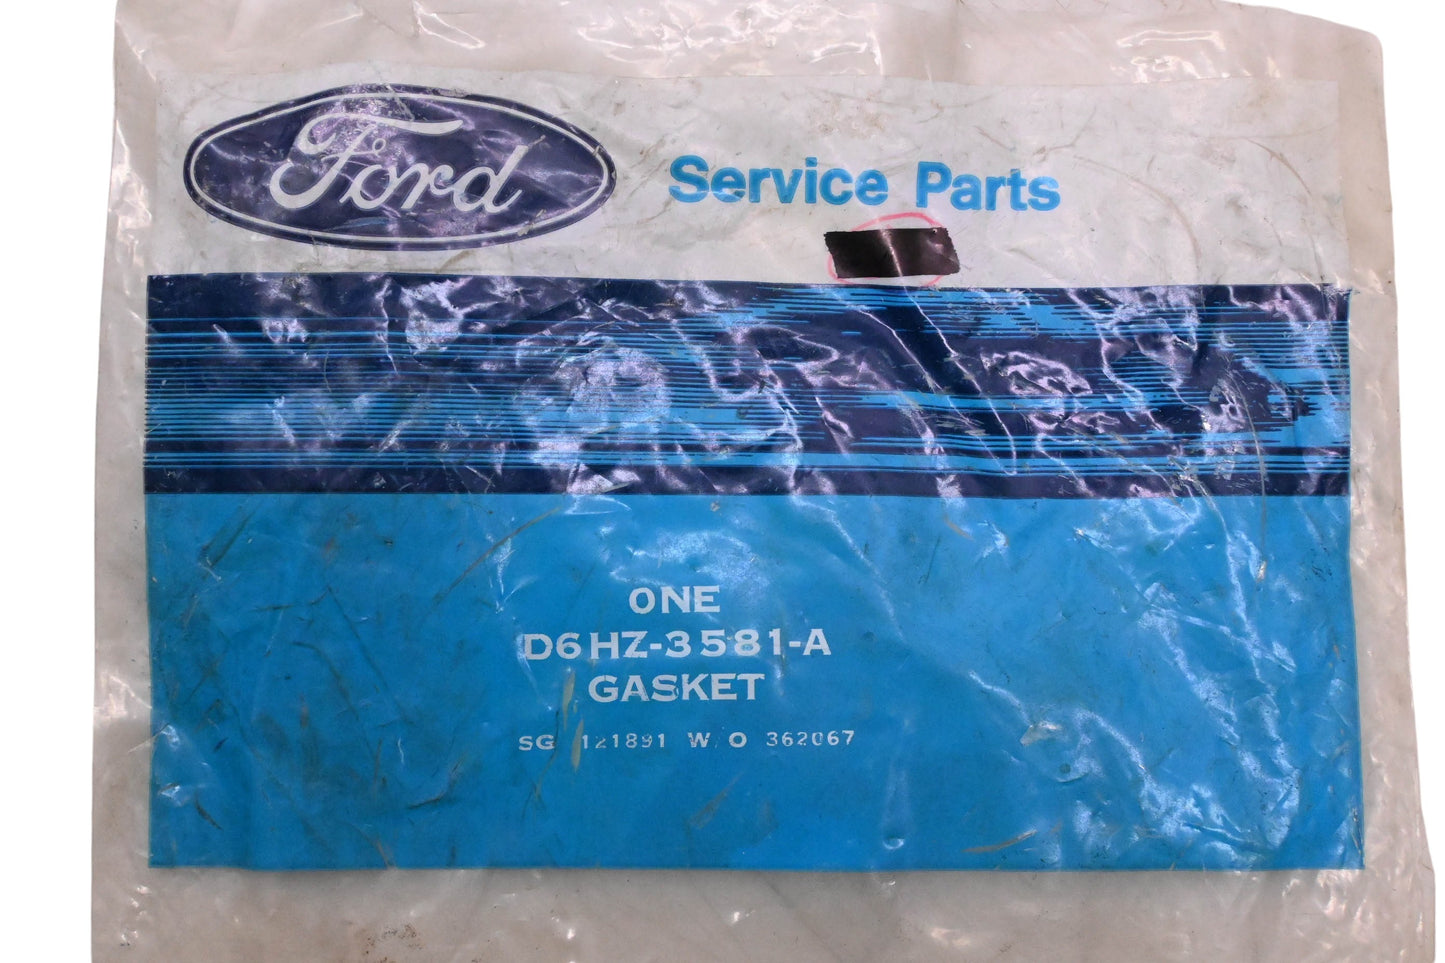 Ford
Service Parts
ONE
D6HZ-3581-A
GASKET
SG 121891 W/O 362067